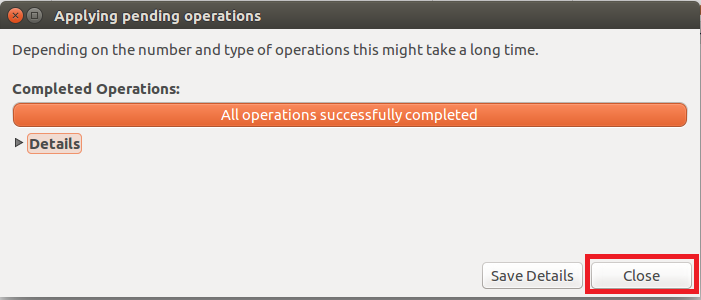 Applying pending operations
Depending on the number and type of operations this might take a long time.
Completed Operations:
All operations successfully completed
Details
Save Details
Close